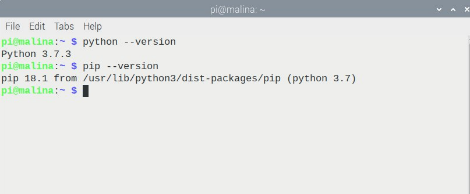 pi@malina: ~
File Edit Tabs Help
pi@malina:~ $ python --version
Python 3.7.3
pi@malina:~ $ pip --version
pip 18.1 from /usr/lib/python3/dist-packages/pip (python 3.7)
pi@malina:~ $